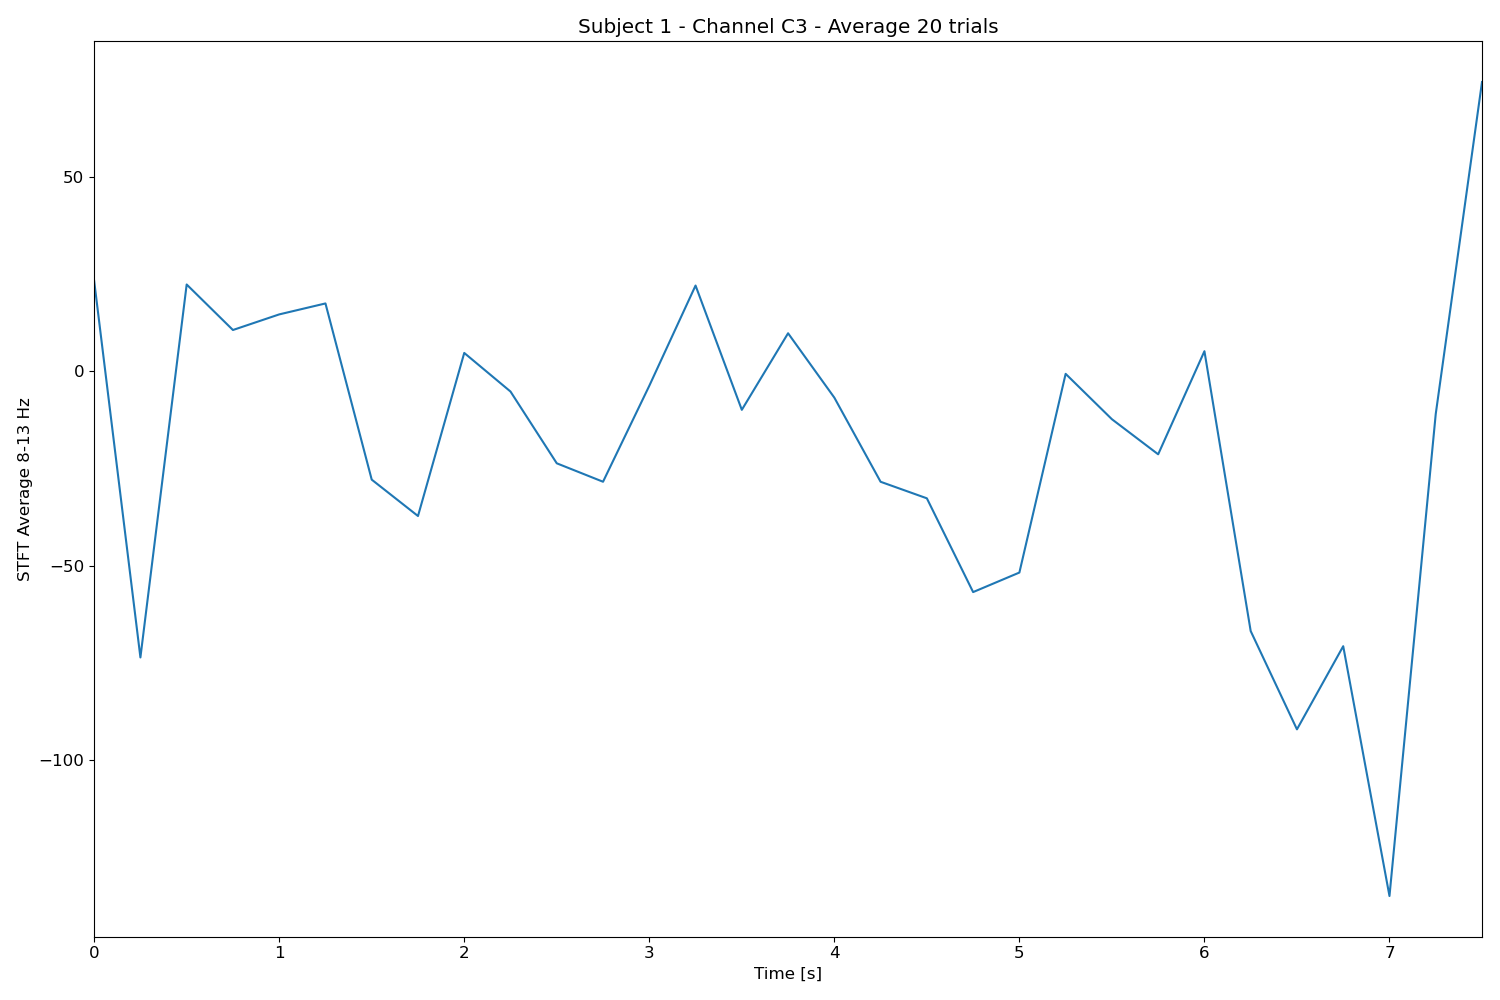 Subject 1 - Channel C3 - Average 20 trials
STFT Average 8-13 Hz
50
0
−50
−100
0 1 2 3 4 5 6 7
Time [s]